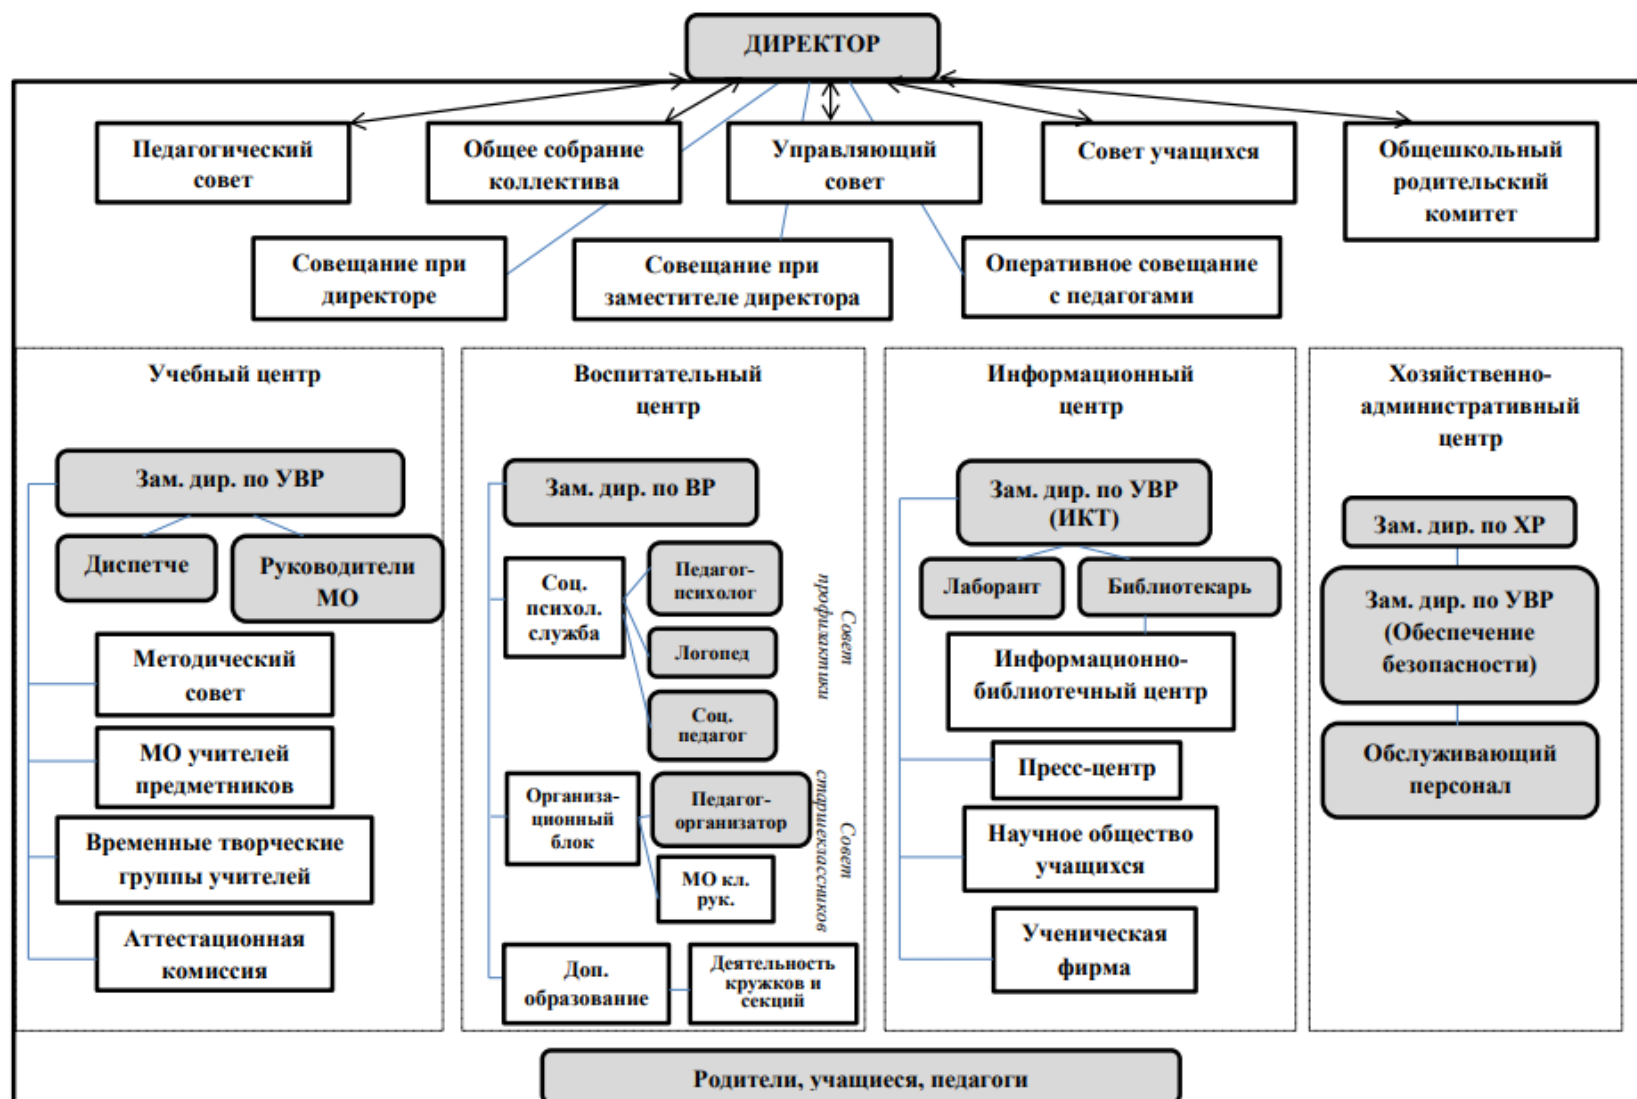 ДИРЕКТОР
Педагогический
совет
Общее собрание
коллектива
Управляющий
совет
Совет учащихся
Общешкольный
родительский
комитет
Совещание при
директоре
Совещание при
заместителе директора
Оперативное совещание
с педагогами
Учебный центр
Зам. дир. по УВР
Диспетче
Руководители
МО
Методический
совет
МО учителей
предметников
Временные творческие
группы учителей
Аттестационная
комиссия
Воспитательный
центр
Зам. дир. по ВР
Соц.
психол.
служба
Педагог-
психолог
Логопед
Соц.
педагог
Совет
профилактики
Организа-
ционный
блок
Педагог-
организатор
МО кл.
рук.
Совет
старшеклассников
Доп.
образование
Деятельность
кружков и
секций
Информационный
центр
Зам. дир. по УВР
(ИКТ)
Лаборант
Библиотекарь
Информационно-
библиотечный центр
Пресс-центр
Научное общество
учащихся
Ученическая
фирма
Хозяйственно-
административный
центр
Зам. дир. по ХР
Зам. дир. по УВР
(Обеспечение
безопасности)
Обслуживающий
персонал
Родители, учащиеся, педагоги